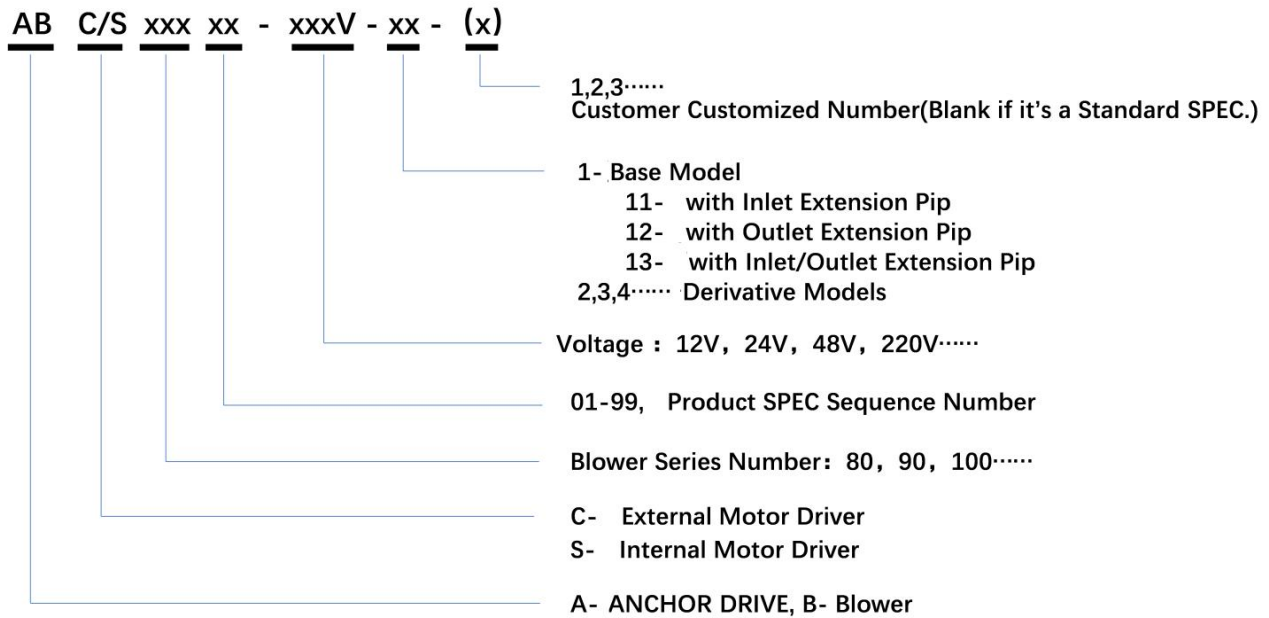 AB C/S xxx xx - xxxV - xx - (x)
1,2,3······
Customer Customized Number(Blank if it's a Standard SPEC.)
1- Base Model
11- with Inlet Extension Pip
12- with Outlet Extension Pip
13- with Inlet/Outlet Extension Pip
2,3,4······ Derivative Models
Voltage：12V，24V，48V，220V······
01-99, Product SPEC Sequence Number
Blower Series Number：80，90，100······
C- External Motor Driver
S- Internal Motor Driver
A- ANCHOR DRIVE, B- Blower